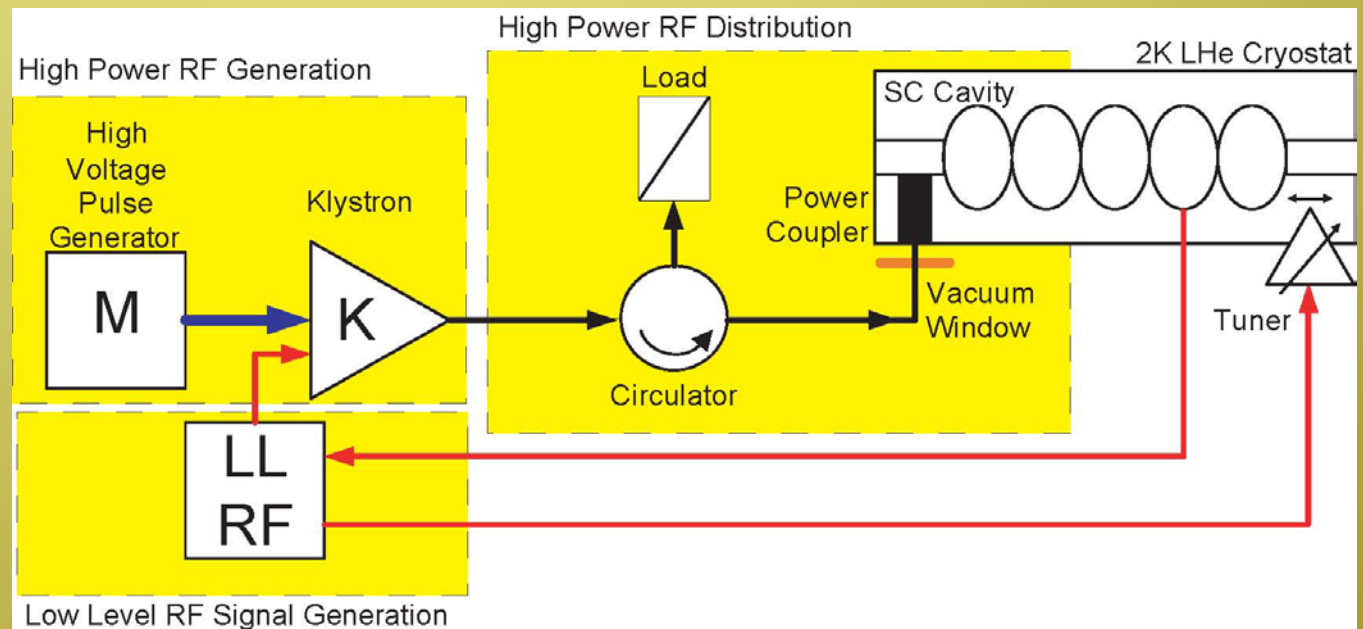 High Power RF Generation
High
Voltage
Pulse
Generator
M
Klystron
K
LL
RF
Low Level RF Signal Generation
High Power RF Distribution
Load
Circulator
Power
Coupler
Vacuum
Window
2K LHe Cryostat
SC Cavity
Tuner